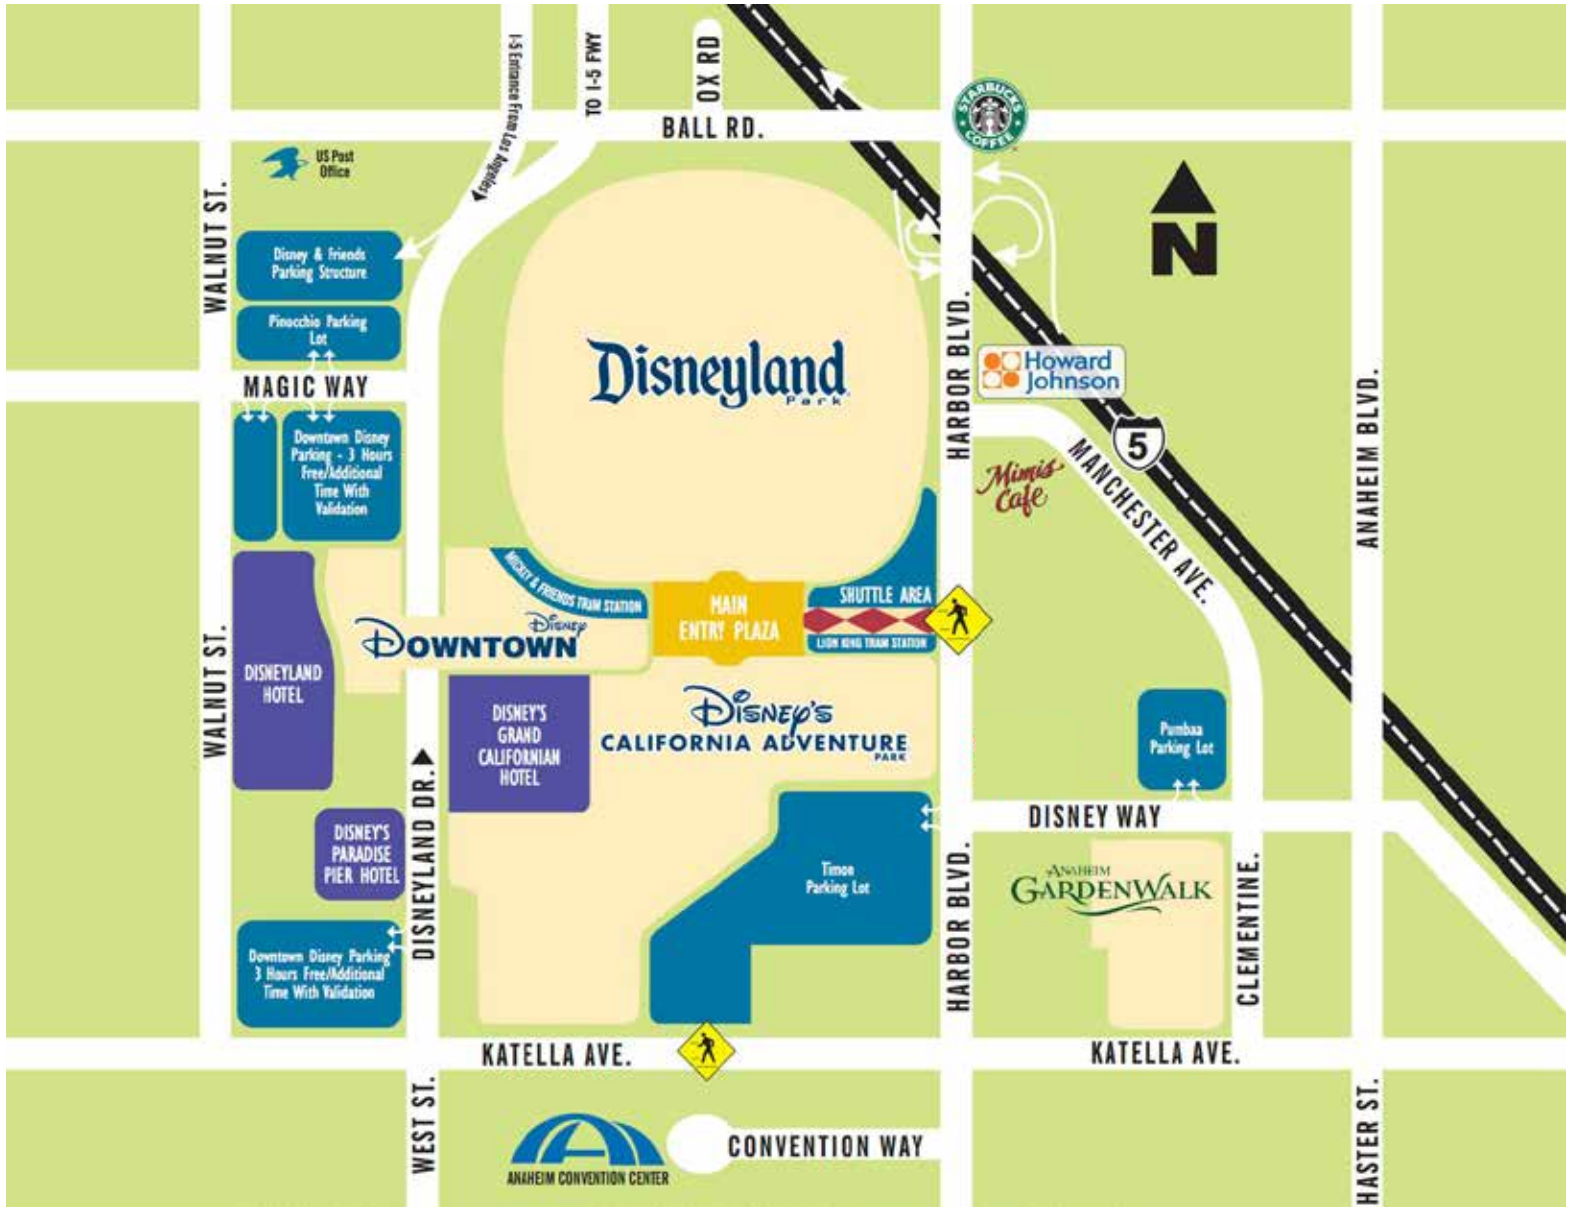 I-5 Entrance From Los Angeles
TO I-5 FWY
OX RD
BALL RD.
STARBUCKS
COFFEE
US Post
Office
WALNUT ST.
Disney & Friends
Parking Structure
Pinocchio Parking
Lot
MAGIC WAY
Downtown Disney
Parking - 3 Hours
Free/Additional
Time With
Validation
Disneyland
Park
HARBOR BLVD.
Howard
Johnson
N
5
MANCHESTER AVE.
Mimi's
Cafe
ANAHEIM BLVD.
MICKEY & FRIENDS TRAM STATION
MAIN
ENTRY PLAZA
SHUTTLE AREA
LION KING TRAM STATION
Disney
DOWNTOWN
WALNUT ST.
DISNEYLAND
HOTEL
DISNEY'S
GRAND
CALIFORNIAN
HOTEL
DISNEY'S
CALIFORNIA ADVENTURE
PARK
Pumbaa
Parking Lot
DISNEYLAND DR.
DISNEY'S
PARADISE
PIER HOTEL
DISNEY WAY
Timon
Parking Lot
HARBOR BLVD.
ANAHEIM
GARDENWALK
CLEMENTINE.
Downtown Disney Parking
3 Hours Free/Additional
Time With Validation
KATELLA AVE.
KATELLA AVE.
WEST ST.
ANAHEIM CONVENTION CENTER
CONVENTION WAY
HASTER ST.